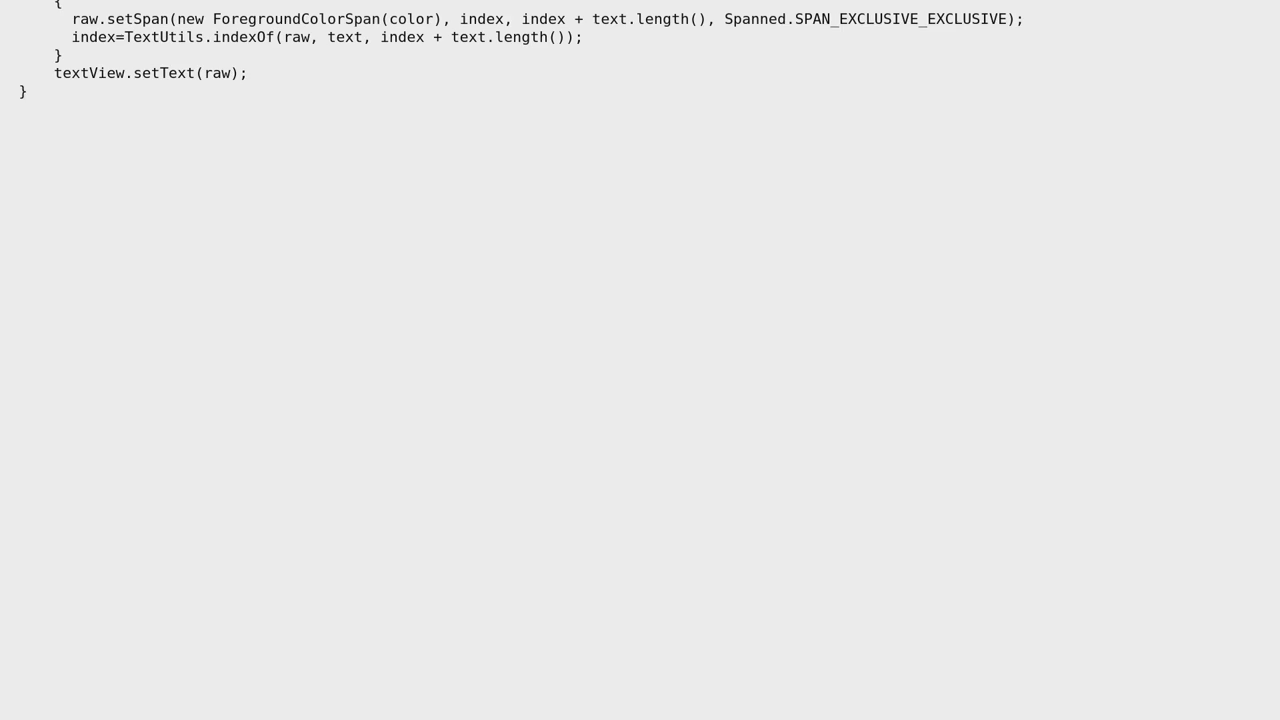 {
raw.setSpan(new ForegroundColorSpan(color), index, index + text.length(), Spanned.SPAN_EXCLUSIVE_EXCLUSIVE);
index=TextUtils.indexOf(raw, text, index + text.length());
}
textView.setText(raw);
}